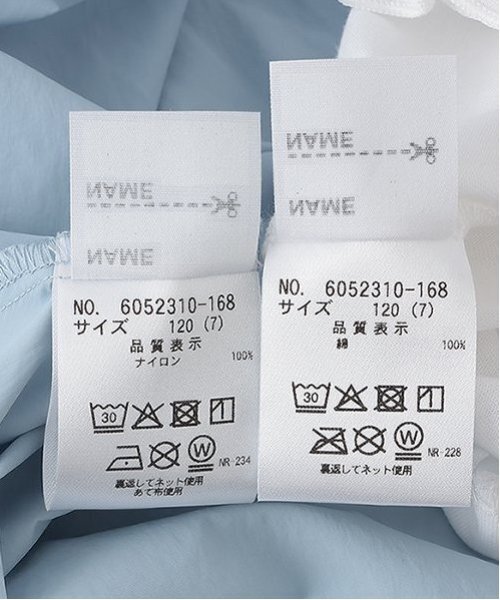 NAME
NAME
NO. 6052310-168
サイズ 120 (7)
品質表示
ナイロン 100%
30
1
W
NR-234
裏返してネット使用
あて布使用
NAME
NAME
NO. 6052310-168
サイズ 120 (7)
品質表示
綿 100%
30
1
W
NR-228
裏返してネット使用